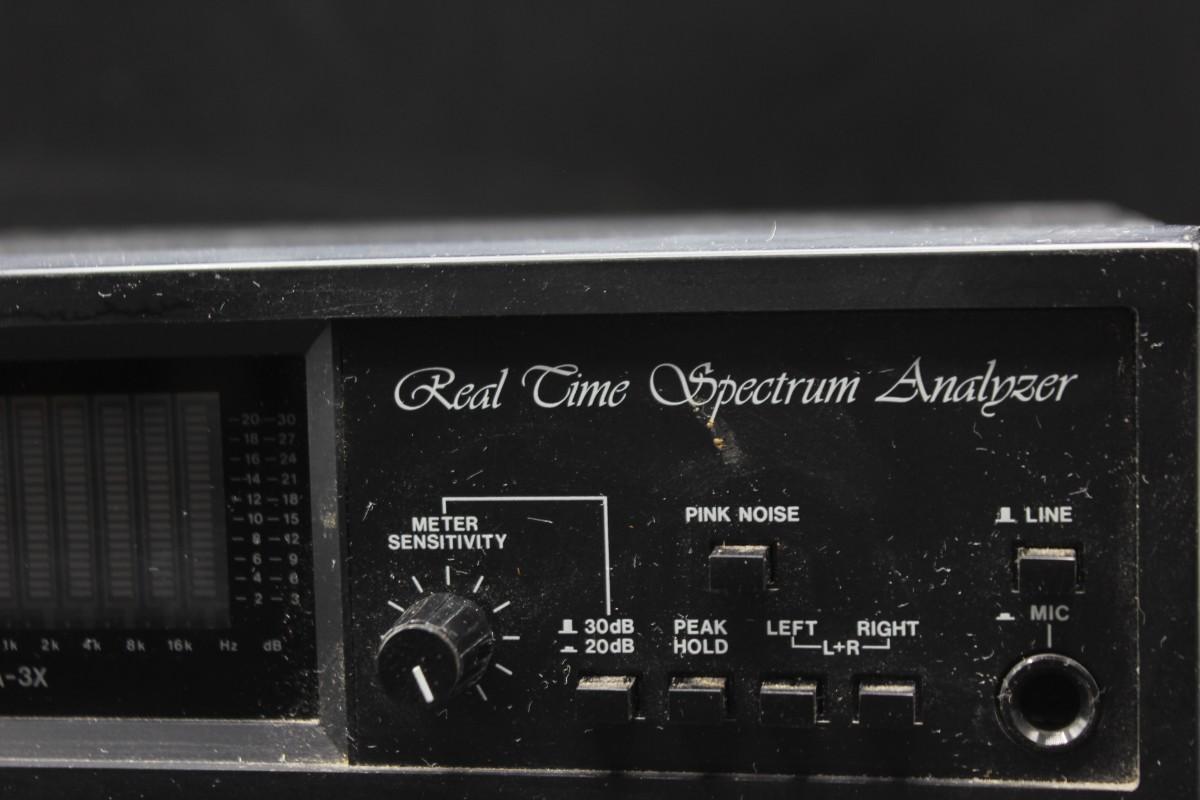 Real Time Spectrum Analyzer
20 30
18 27
16 24
14 21
12 18
10 15
8 12
6 9
4 6
2 3
1k 2k 4k 8k 16k Hz dB
-3X
METER
SENSITIVITY
30dB
20dB
PINK NOISE
PEAK
HOLD
LEFT RIGHT
L+R
LINE
MIC